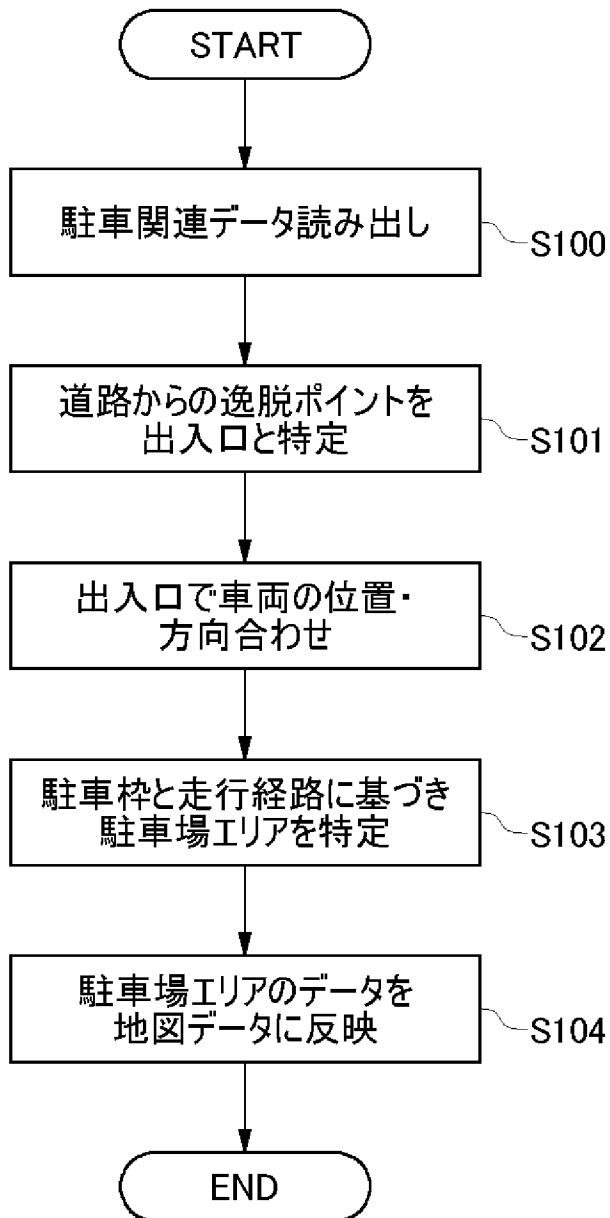 START
駐車関連データ読み出し
S100
道路からの逸脱ポイントを
出入口と特定
S101
出入口で車両の位置・
方向合わせ
S102
駐車枠と走行経路に基づき
駐車場エリアを特定
S103
駐車場エリアのデータを
地図データに反映
S104
END